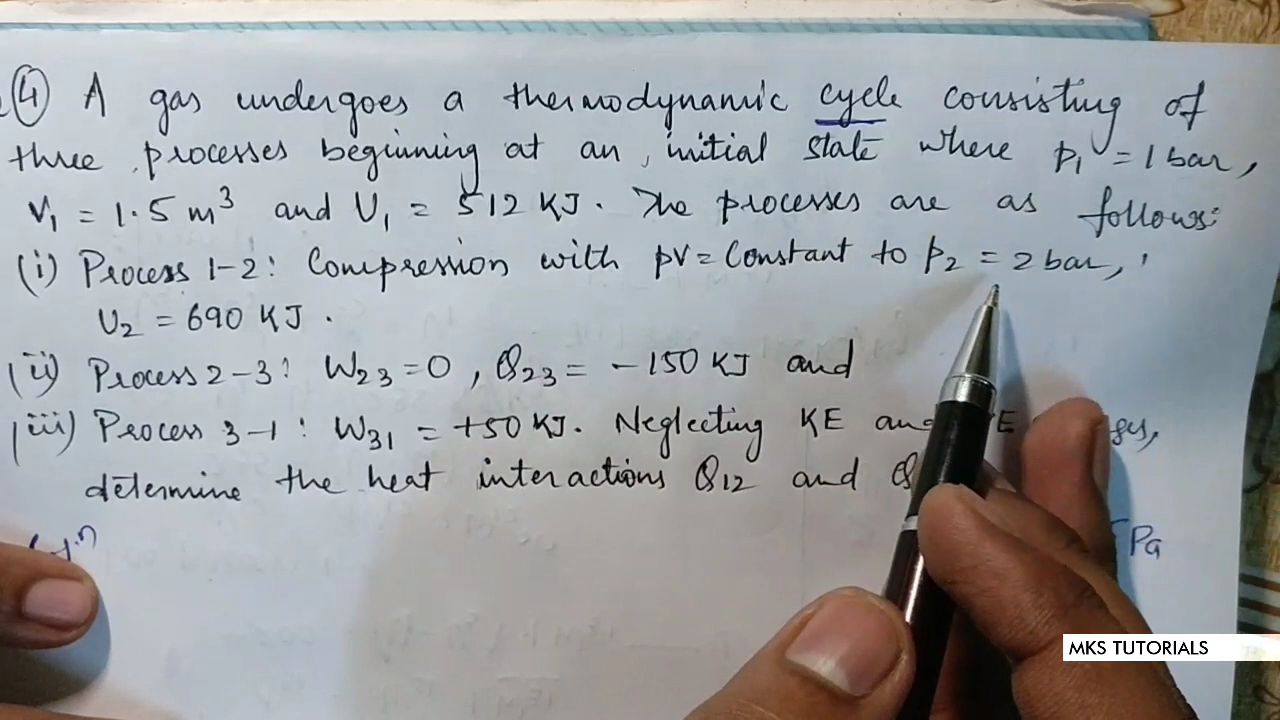 ④ A gas undergoes a thermodynamic cycle consisting of
three processes beginning at an initial state where p₁ = 1 bar,
V₁ = 1.5 m³ and U₁ = 512 KJ. The processes are as follows:
(i) Process 1-2: Compression with pV = Constant to p₂ = 2 bar,
U₂ = 690 KJ.
(ii) Process 2-3: W₂₃ = 0, Q₂₃ = -150 KJ and
(iii) Process 3-1: W₃₁ = +50 KJ. Neglecting KE and
determine the heat interactions Q₁₂ and
Pa
MKS TUTORIALS